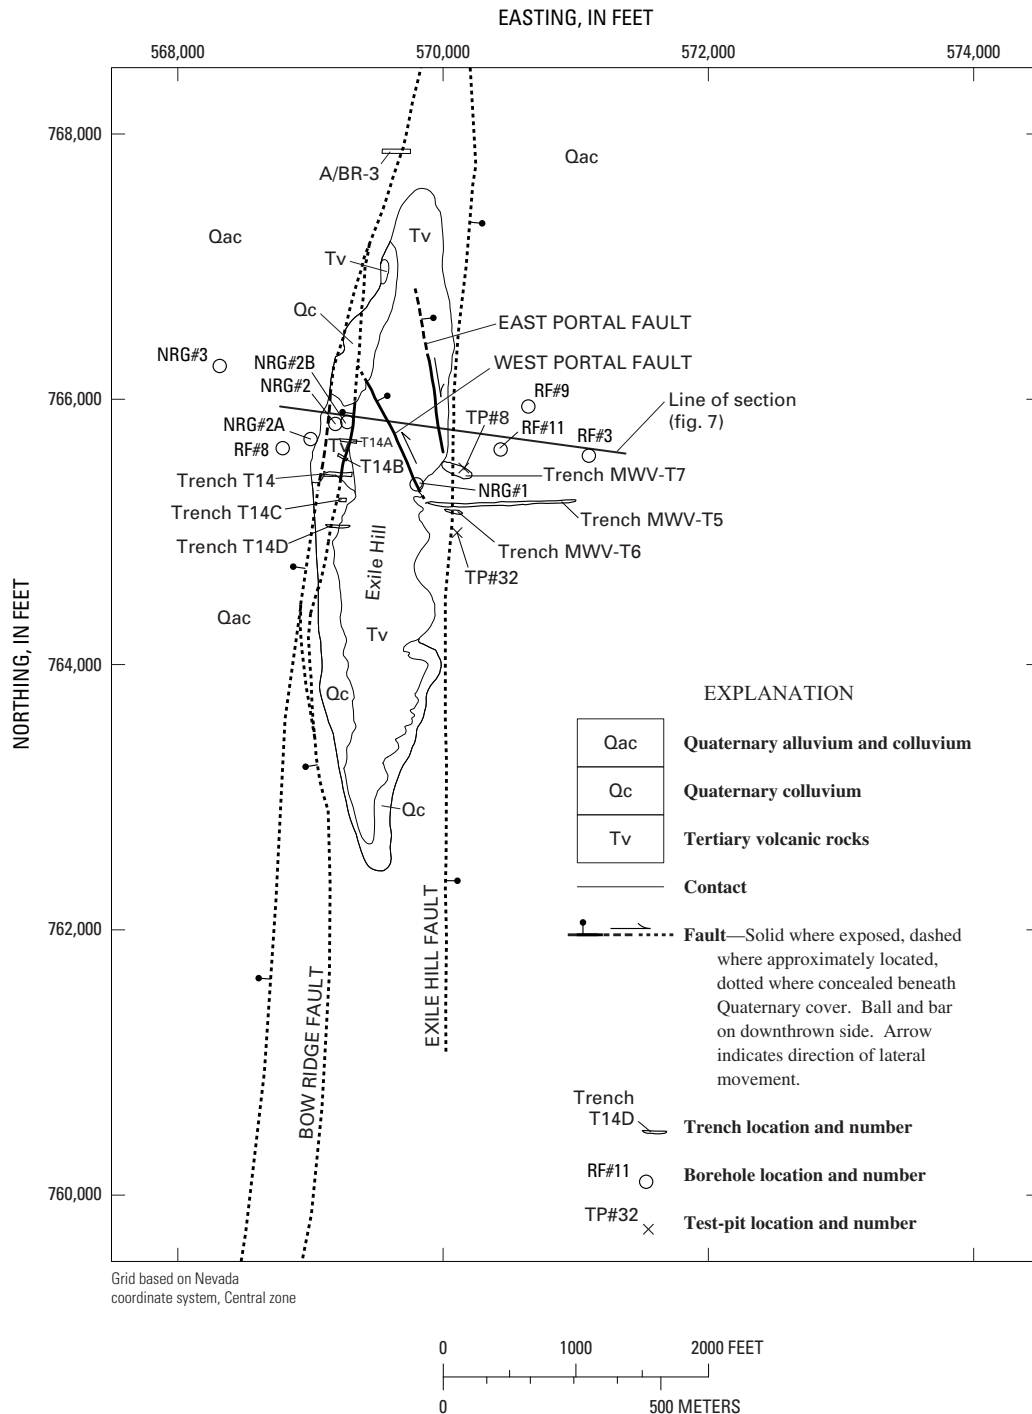 EASTING, IN FEET
568,000
570,000
572,000
574,000
NORTHING, IN FEET
768,000
766,000
764,000
762,000
760,000
A/BR-3
Qac
Qac
Tv
Tv
Qc
EAST PORTAL FAULT
WEST PORTAL FAULT
NRG#3
NRG#2B
NRG#2
NRG#2A
RF#8
RF#9
TP#8
RF#11
RF#3
Line of section
(fig. 7)
Tv
T14A
T14B
Trench T14
Trench T14C
Trench T14D
NRG#1
Trench MWV-T7
Trench MWV-T5
Trench MWV-T6
TP#32
Exile Hill
Qac
Tv
Qc
Qc
BOW RIDGE FAULT
EXILE HILL FAULT
EXPLANATION
Qac Quaternary alluvium and colluvium
Qc Quaternary colluvium
Tv Tertiary volcanic rocks
Contact
Fault—Solid where exposed, dashed
where approximately located,
dotted where concealed beneath
Quaternary cover. Ball and bar
on downthrown side. Arrow
indicates direction of lateral
movement.
Trench
T14D Trench location and number
RF#11 Borehole location and number
TP#32 Test-pit location and number
Grid based on Nevada
coordinate system, Central zone
0 1000 2000 FEET
0 500 METERS